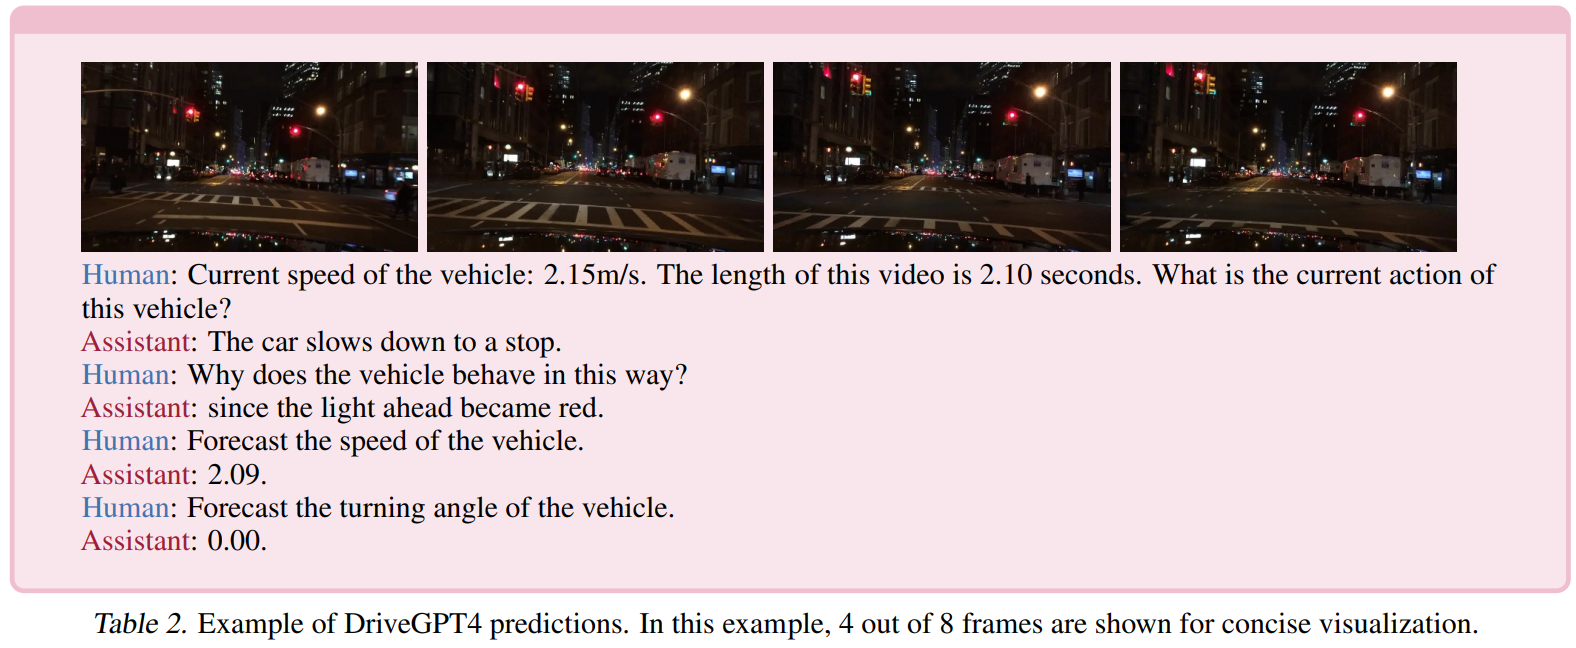 Human: Current speed of the vehicle: 2.15m/s. The length of this video is 2.10 seconds. What is the current action of
this vehicle?
Assistant: The car slows down to a stop.
Human: Why does the vehicle behave in this way?
Assistant: since the light ahead became red.
Human: Forecast the speed of the vehicle.
Assistant: 2.09.
Human: Forecast the turning angle of the vehicle.
Assistant: 0.00.
Table 2. Example of DriveGPT4 predictions. In this example, 4 out of 8 frames are shown for concise visualization.